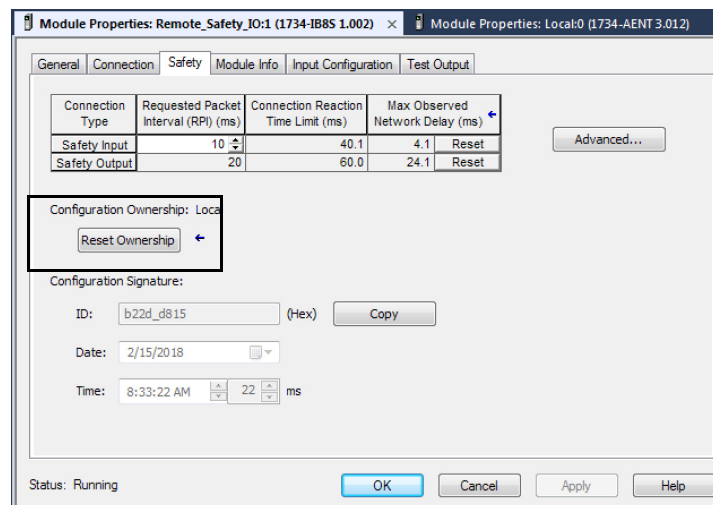 Module Properties: Remote_Safety_IO:1 (1734-IB8S 1.002) × Module Properties: Local:0 (1734-AENT 3.012)
General Connection Safety Module Info Input Configuration Test Output
Connection Type Requested Packet Interval (RPI) (ms) Connection Reaction Time Limit (ms) Max Observed Network Delay (ms)
Safety Input 10 40.1 4.1 Reset
Safety Output 20 60.0 24.1 Reset
Advanced...
Configuration Ownership: Local
Reset Ownership
Configuration Signature:
ID: b22d_d815 (Hex) Copy
Date: 2/15/2018
Time: 8:33:22 AM 22 ms
Status: Running OK Cancel Apply Help